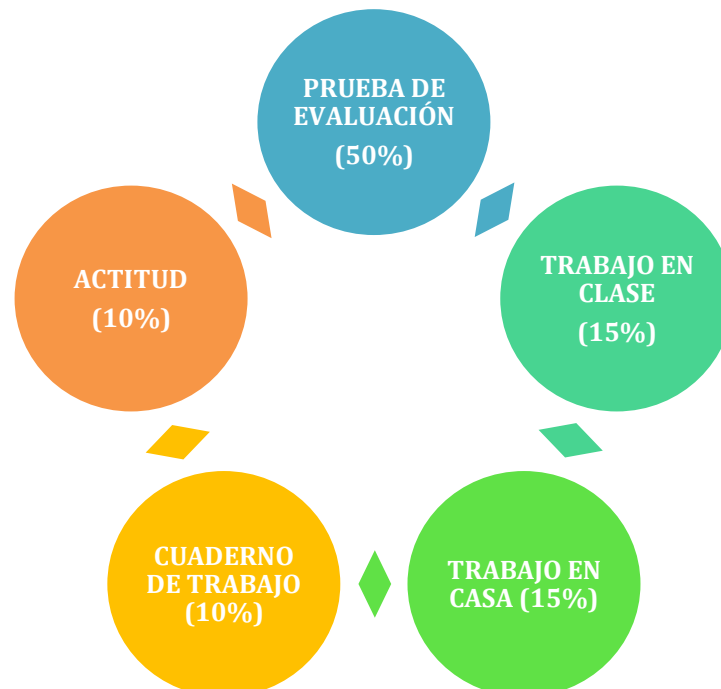 PRUEBA DE
EVALUACIÓN
(50%)
TRABAJO EN
CLASE
(15%)
TRABAJO EN
CASA (15%)
CUADERNO
DE TRABAJO
(10%)
ACTITUD
(10%)